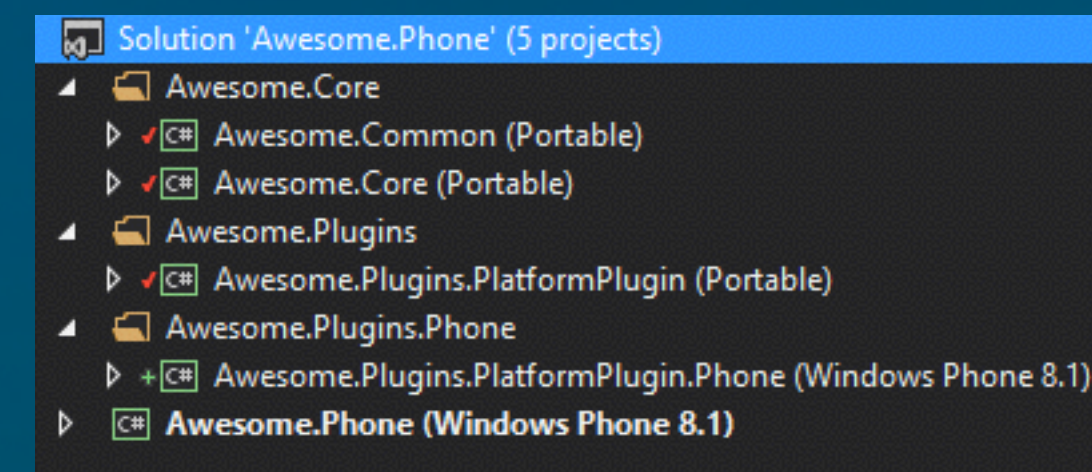 Solution 'Awesome.Phone' (5 projects)
Awesome.Core
C# Awesome.Common (Portable)
C# Awesome.Core (Portable)
Awesome.Plugins
C# Awesome.Plugins.PlatformPlugin (Portable)
Awesome.Plugins.Phone
+ C# Awesome.Plugins.PlatformPlugin.Phone (Windows Phone 8.1)
C# Awesome.Phone (Windows Phone 8.1)